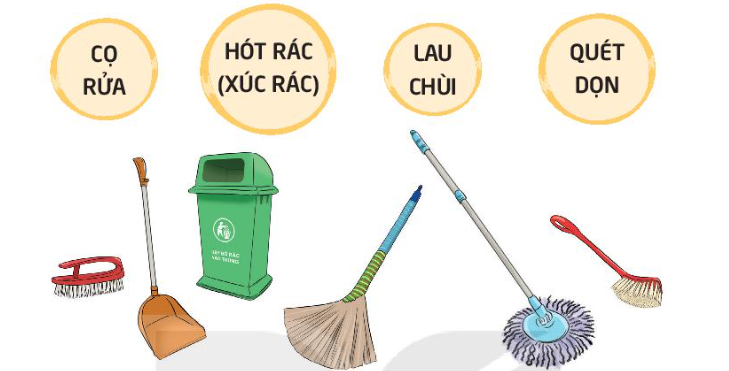 CỌ
RỬA
HÓT RÁC
(XÚC RÁC)
LAU
CHÙI
QUÉT
DỌN